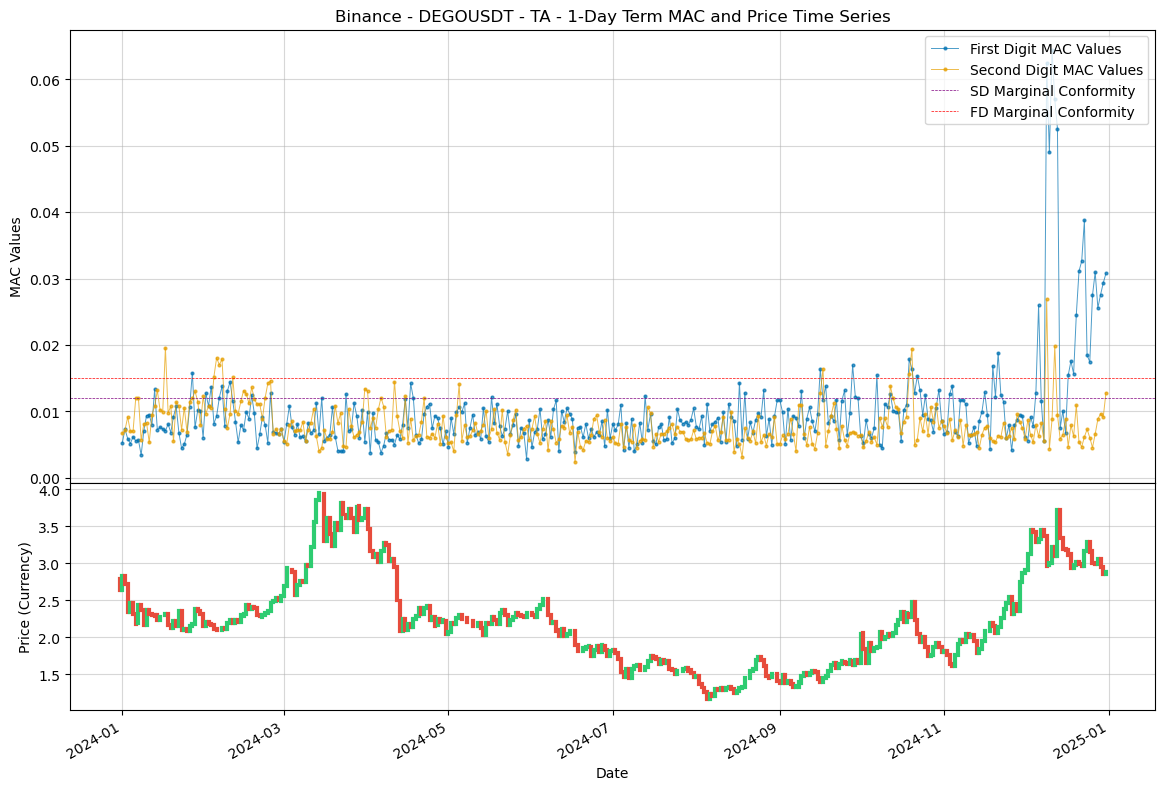 Binance - DEGOUSDT - TA - 1-Day Term MAC and Price Time Series
First Digit MAC Values
Second Digit MAC Values
SD Marginal Conformity
FD Marginal Conformity
MAC Values
0.06
0.05
0.04
0.03
0.02
0.01
0.00
Price (Currency)
4.0
3.5
3.0
2.5
2.0
1.5
2024-01
2024-03
2024-05
2024-07
2024-09
2024-11
2025-01
Date